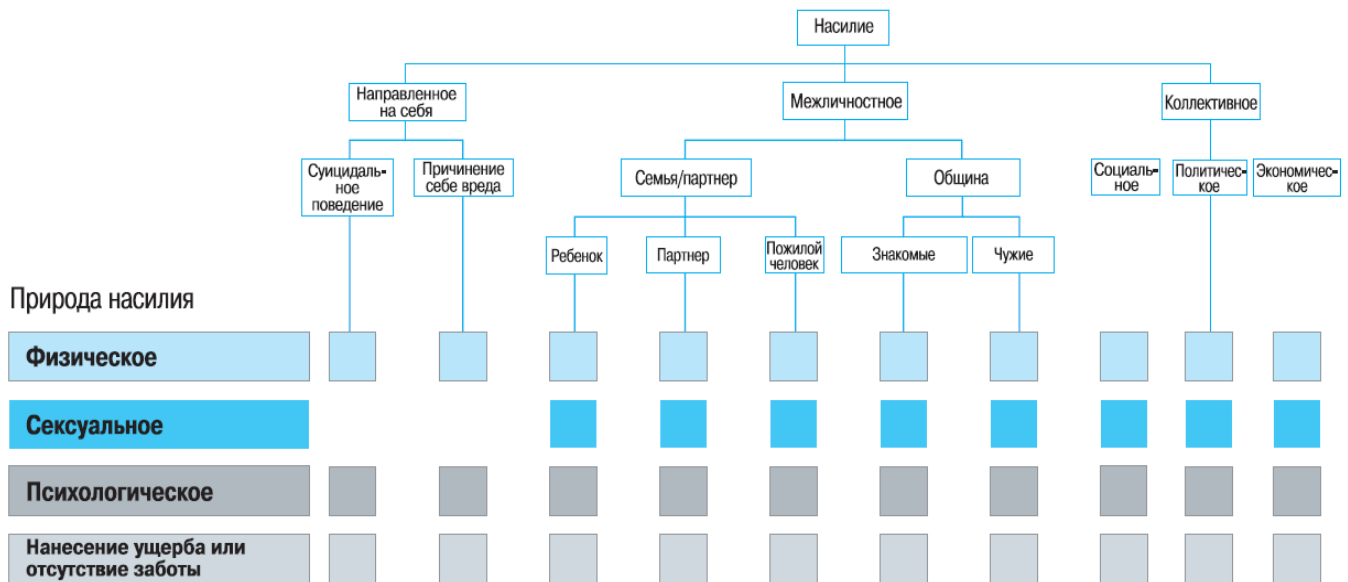 Насилие
Направленное
на себя
Межличностное
Коллективное
Суицидаль-
ное
поведение
Причинение
себе вреда
Семья/партнер
Община
Социаль-
ное
Политичес-
кое
Экономичес-
кое
Ребенок
Партнер
Пожилой
человек
Знакомые
Чужие
Природа насилия
Физическое
Сексуальное
Психологическое
Нанесение ущерба или
отсутствие заботы